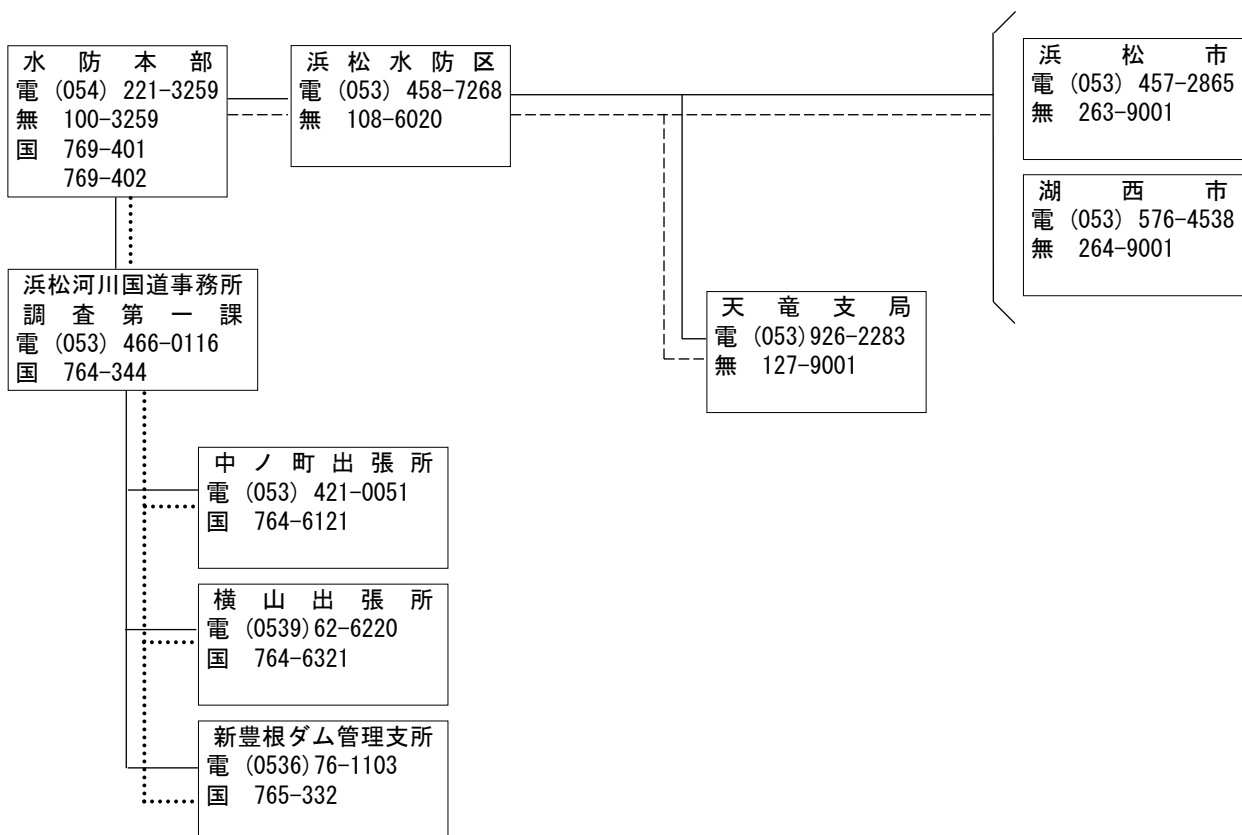 水防本部
電 (054) 221-3259
無 100-3259
国 769-401
769-402
浜松水防区
電 (053) 458-7268
無 108-6020
浜松市
電 (053) 457-2865
無 263-9001
湖西市
電 (053) 576-4538
無 264-9001
浜松河川国道事務所
調査第一課
電 (053) 466-0116
国 764-344
天竜支局
電 (053)926-2283
無 127-9001
中ノ町出張所
電 (053) 421-0051
国 764-6121
横山出張所
電 (0539)62-6220
国 764-6321
新豊根ダム管理支所
電 (0536)76-1103
国 765-332